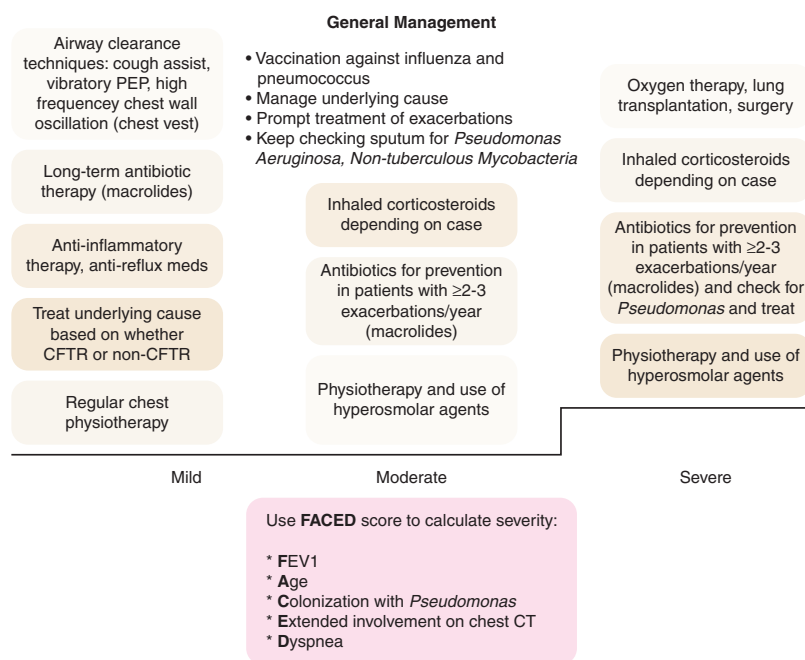 General Management
Airway clearance
techniques: cough assist,
vibratory PEP, high
frequencey chest wall
oscillation (chest vest)
Long-term antibiotic
therapy (macrolides)
Anti-inflammatory
therapy, anti-reflux meds
Treat underlying cause
based on whether
CFTR or non-CFTR
Regular chest
physiotherapy
• Vaccination against influenza and
pneumococcus
• Manage underlying cause
• Prompt treatment of exacerbations
• Keep checking sputum for Pseudomonas
Aeruginosa, Non-tuberculous Mycobacteria
Inhaled corticosteroids
depending on case
Antibiotics for prevention
in patients with ≥2-3
exacerbations/year
(macrolides)
Physiotherapy and use of
hyperosmolar agents
Oxygen therapy, lung
transplantation, surgery
Inhaled corticosteroids
depending on case
Antibiotics for prevention
in patients with ≥2-3
exacerbations/year
(macrolides) and check for
Pseudomonas and treat
Physiotherapy and use of
hyperosmolar agents
Mild
Moderate
Severe
Use FACED score to calculate severity:
* FEV1
* Age
* Colonization with Pseudomonas
* Extended involvement on chest CT
* Dyspnea